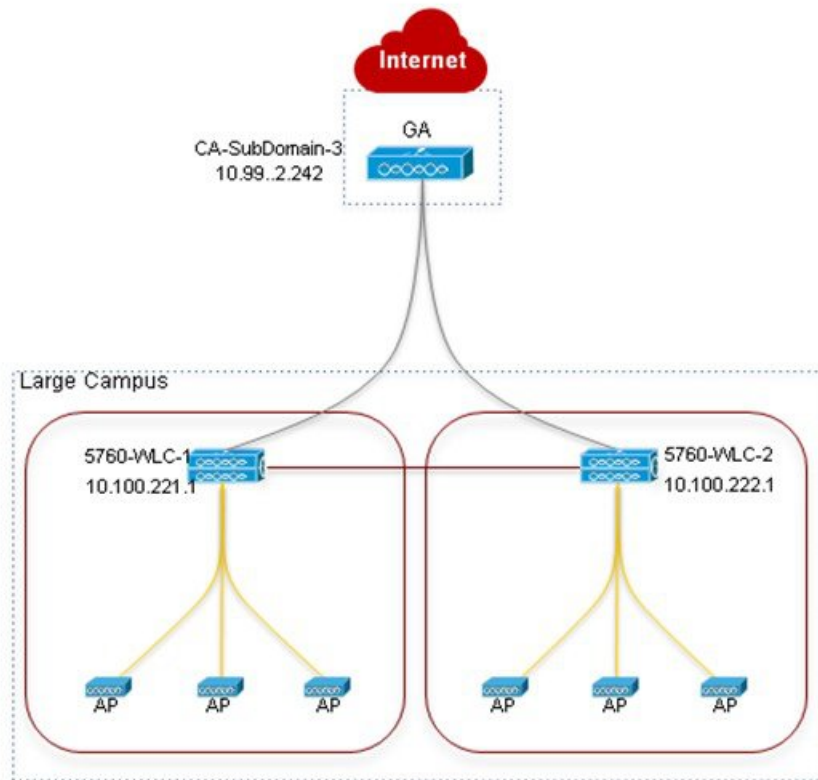 Internet
GA
CA-SubDomain-3
10.99..2.242
Large Campus
5760-WLC-1
10.100.221.1
5760-WLC-2
10.100.222.1
AP
AP
AP
AP
AP
AP